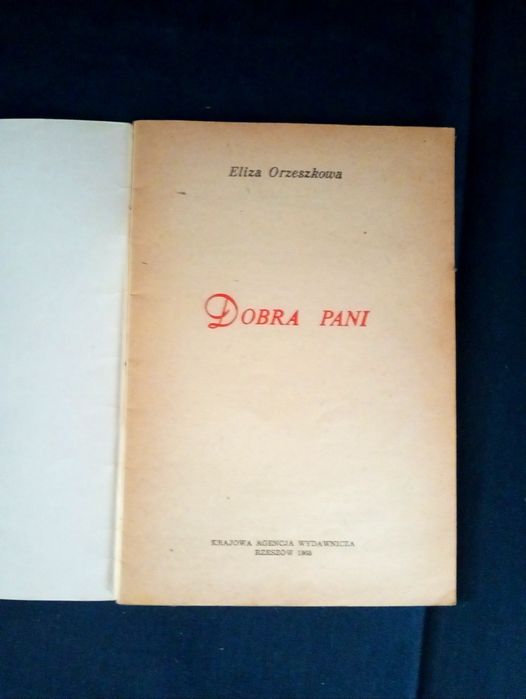 Eliza Orzeszkowa
DOBRA PANI
KRAJOWA AGENCJA WYDAWNICZA
RZESZÓW